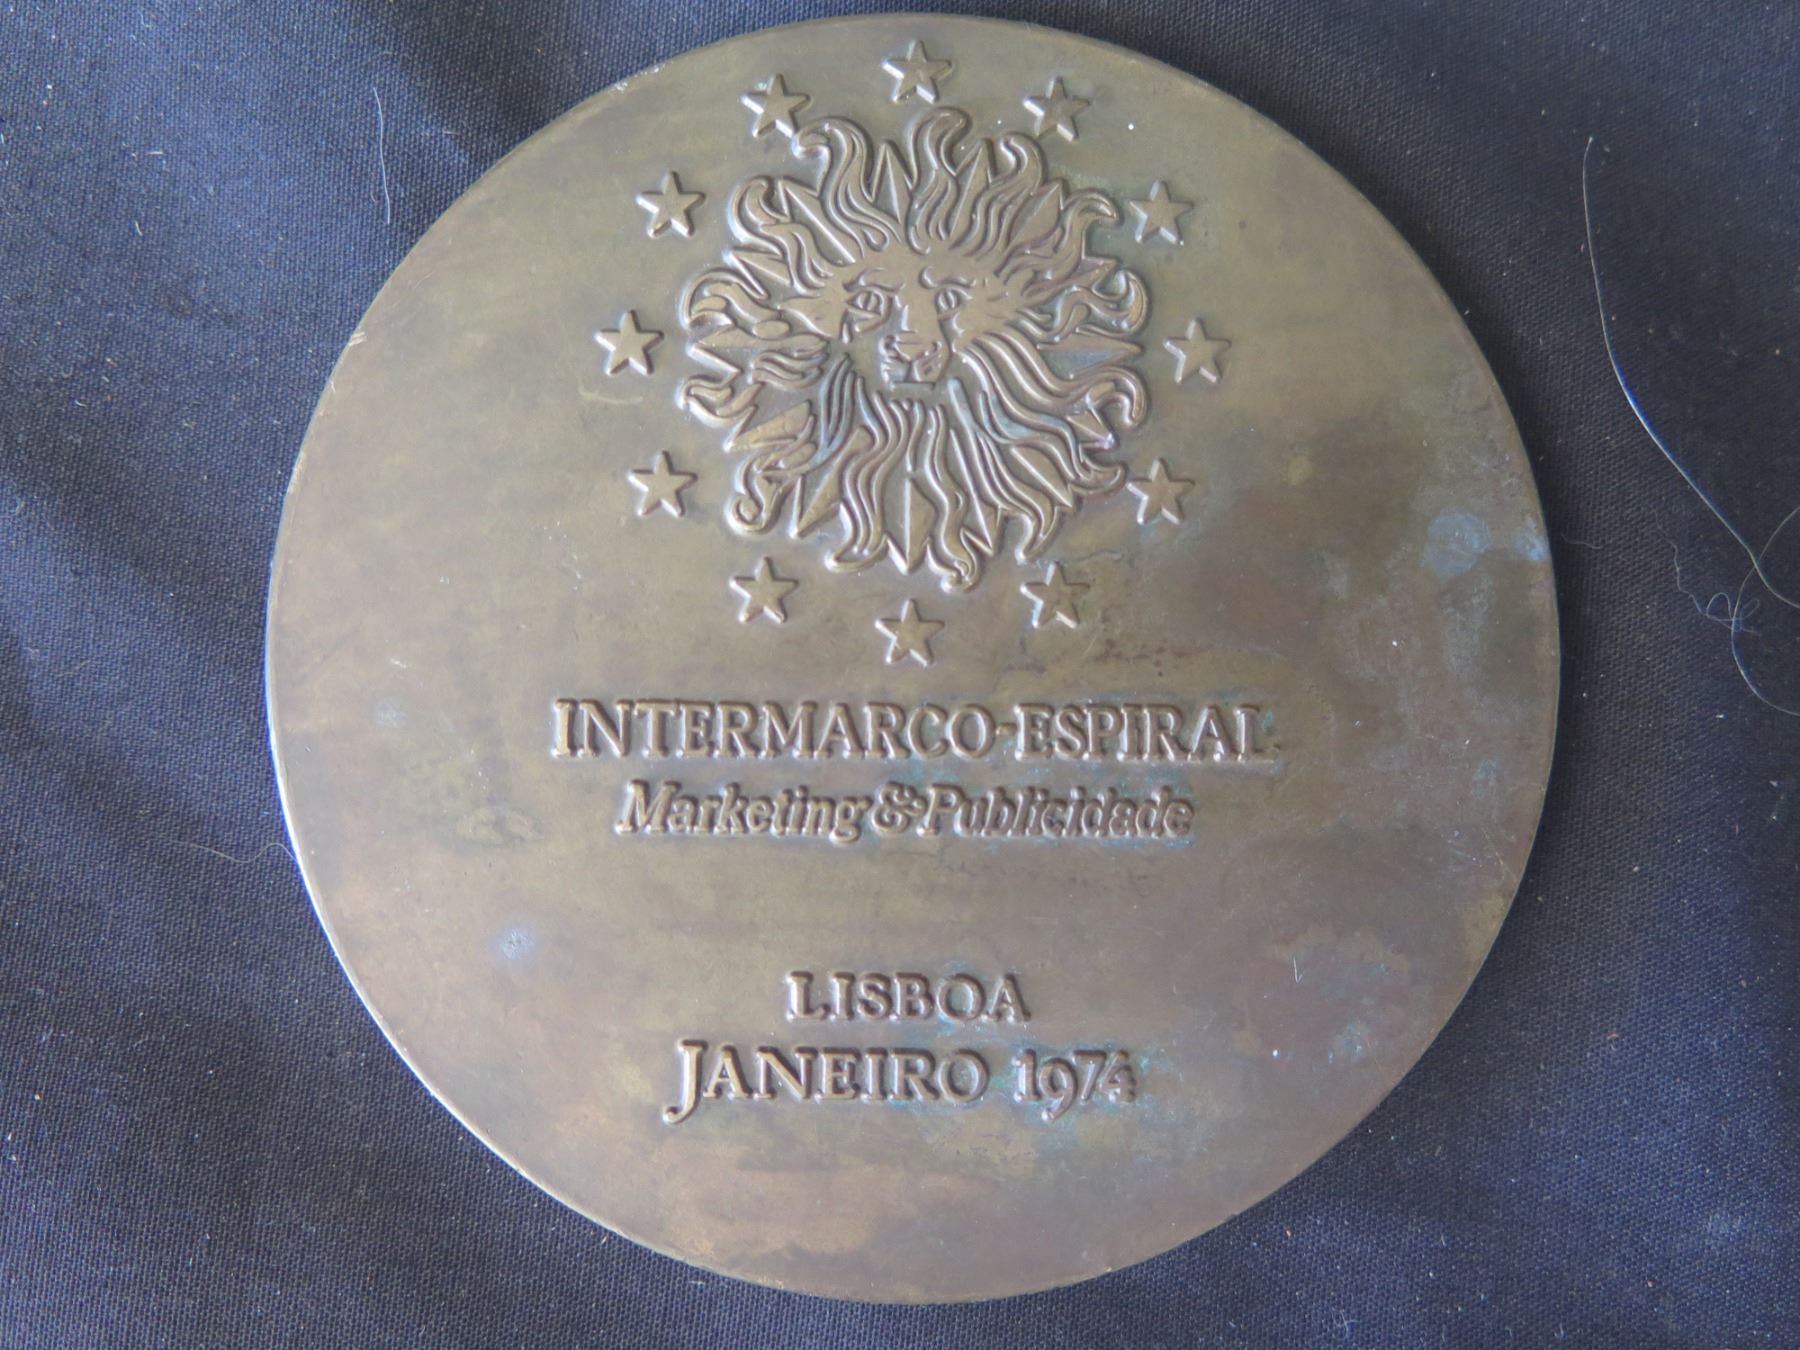 INTERMARCO-ESPIRAL
Marketing & Publicidade
LISBOA
JANEIRO 1974